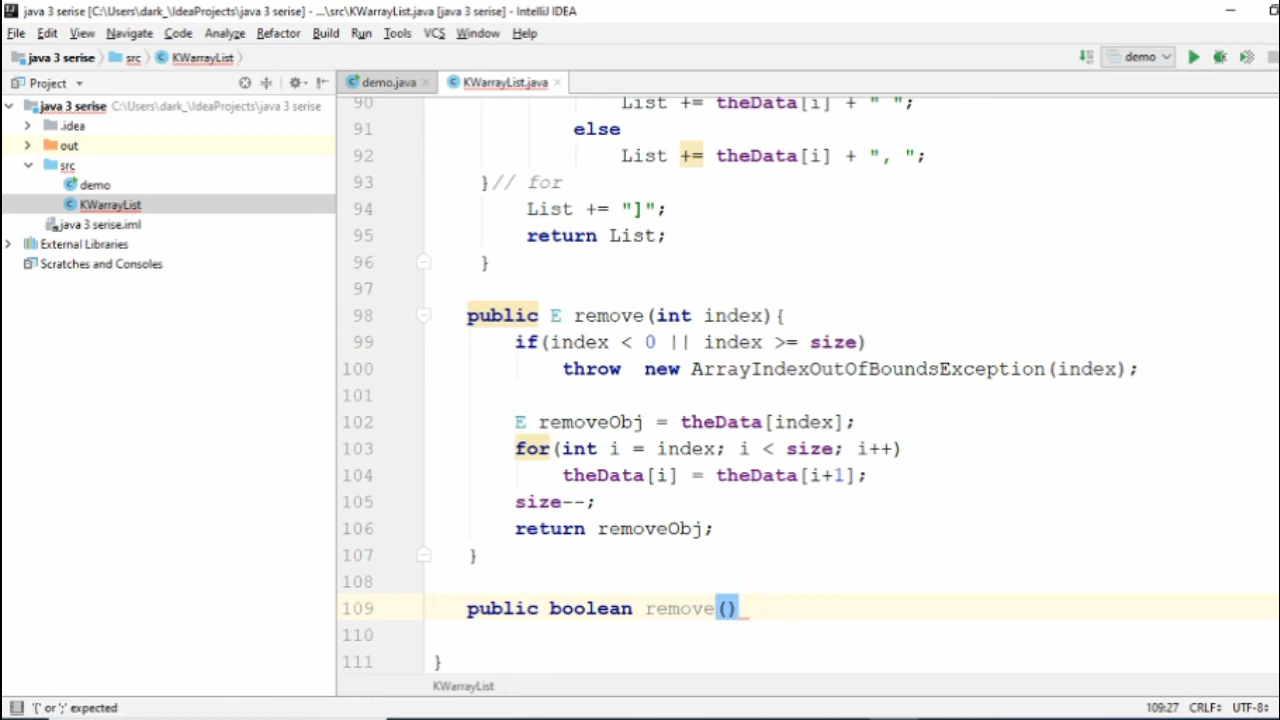 java 3 serise [C:\Users\dark_\IdeaProjects\java 3 serise] - ...\src\KWarrayList.java [java 3 serise] - IntelliJ IDEA
File Edit View Navigate Code Analyze Refactor Build Run Tools VCS Window Help
java 3 serise src KWarrayList demo
Project demo.java KWarrayList.java
java 3 serise C:\Users\dark_\IdeaProjects\java 3 serise
.idea
out
src
demo
KWarrayList
java 3 serise.iml
External Libraries
Scratches and Consoles
90 List += theData[i] + " ";
91 else
92 List += theData[i] + ", ";
93 }// for
94 List += "]";
95 return List;
96 }
97
98 public E remove(int index){
99 if(index < 0 || index >= size)
100 throw  new ArrayIndexOutOfBoundsException(index);
101
102 E removeObj = theData[index];
103 for(int i = index; i < size; i++)
104 theData[i] = theData[i+1];
105 size--;
106 return removeObj;
107 }
108
109 public boolean remove()
110
111 }
KWarrayList
'{' or ';' expected 109:27 CRLF UTF-8